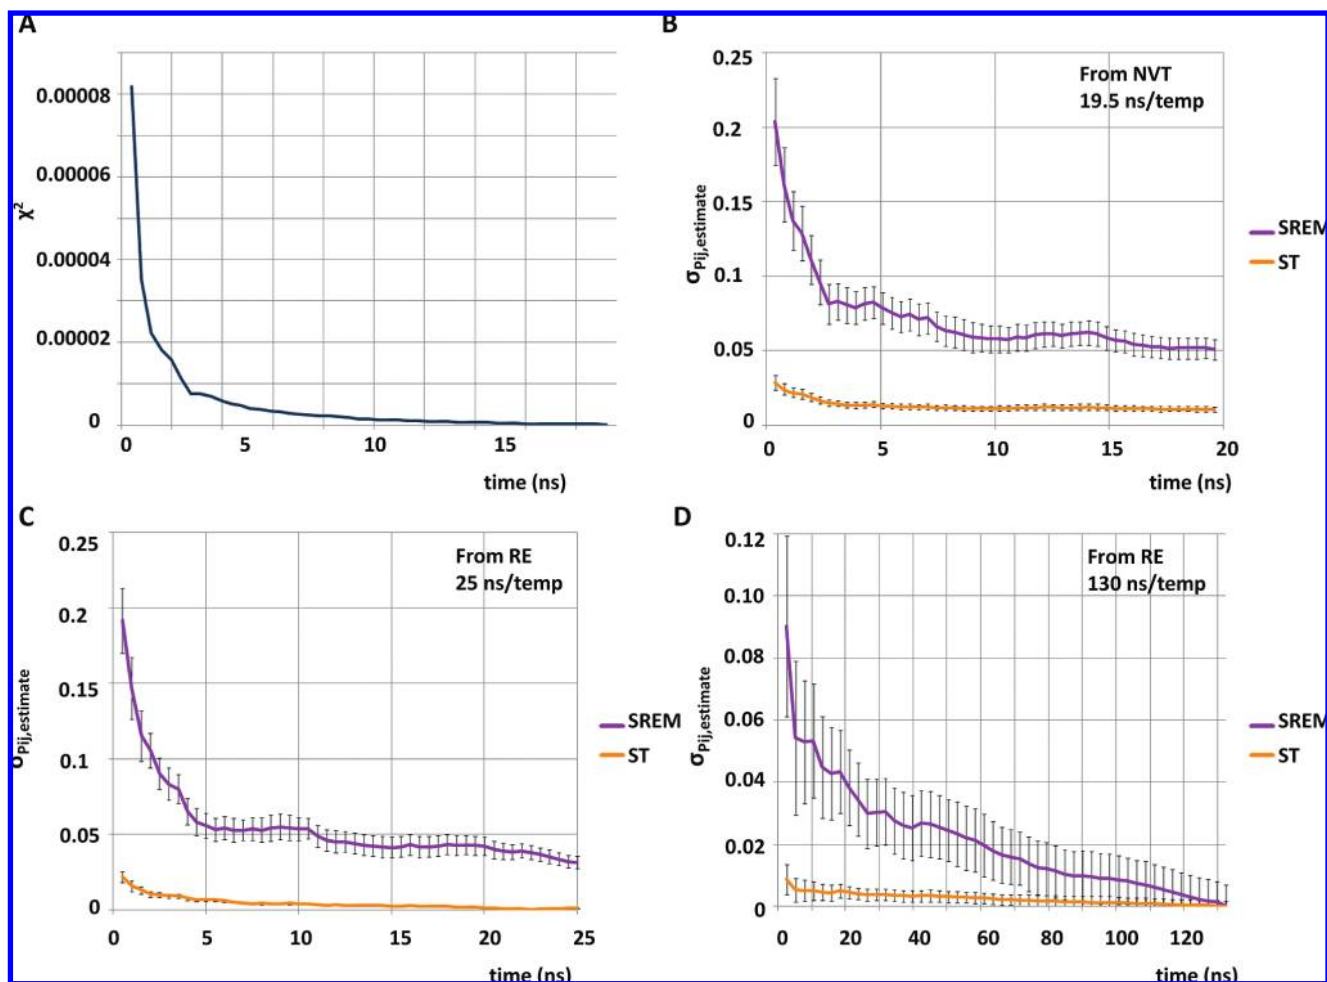 A
0.00008
0.00006
χ²
0.00004
0.00002
0
0 5 10 15
time (ns)
B
0.25
From NVT
19.5 ns/temp
0.2
0.15
σPij,estimate
0.1
0.05
0
SREM
ST
0 5 10 15 20
time (ns)
C
0.25
From RE
25 ns/temp
0.2
0.15
σPij,estimate
0.1
0.05
0
SREM
ST
0 5 10 15 20 25
time (ns)
D
0.12
From RE
130 ns/temp
0.10
0.08
σPij,estimate
0.06
0.04
0.02
0
SREM
ST
0 20 40 60 80 100 120
time (ns)